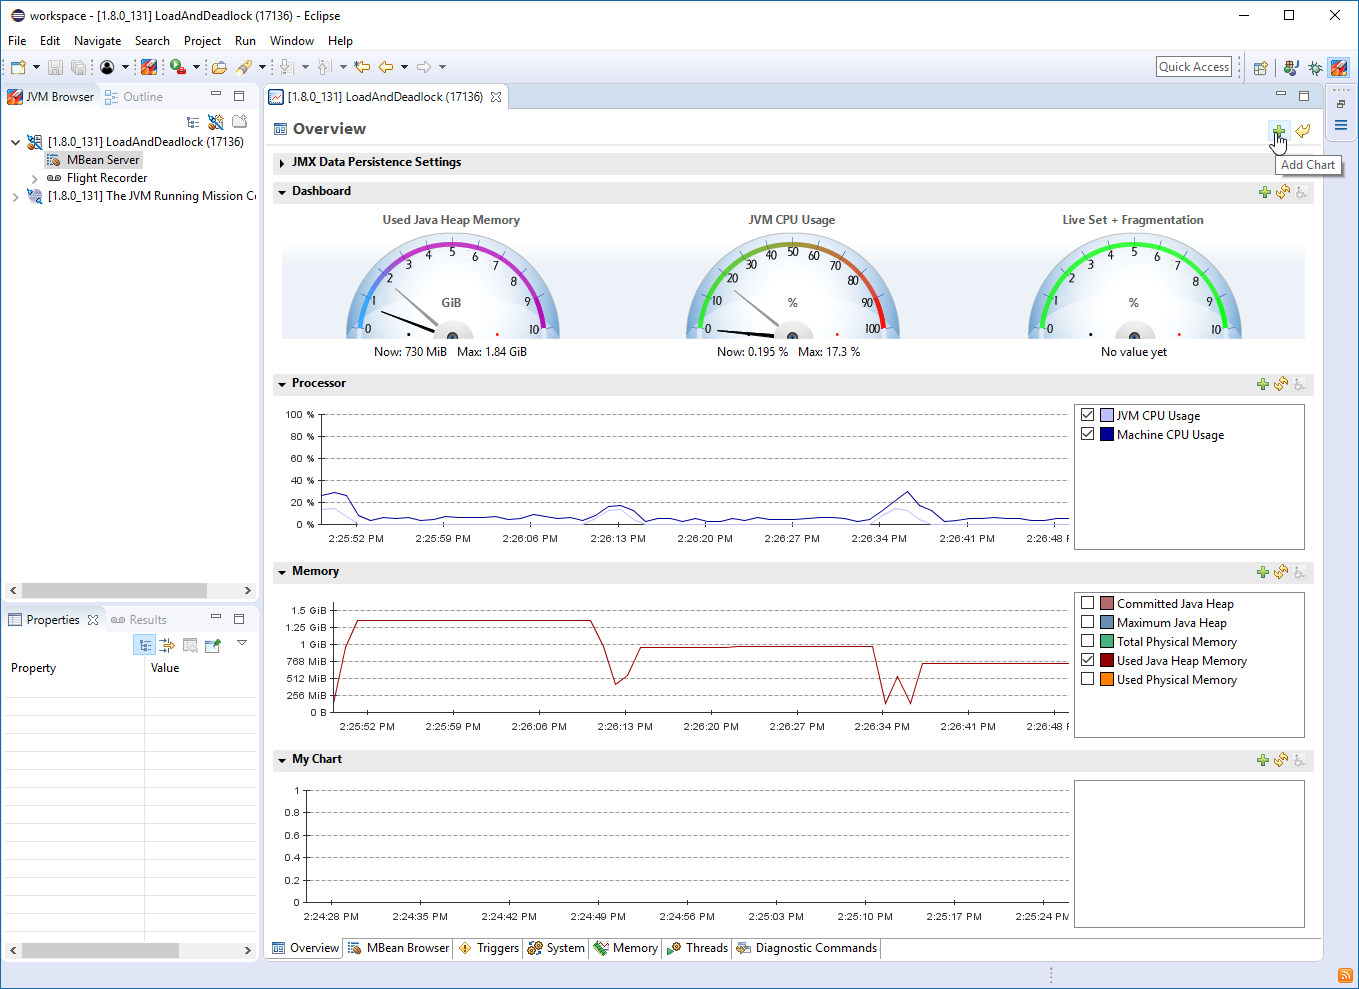 workspace - [1.8.0_131] LoadAndDeadlock (17136) - Eclipse
File Edit Navigate Search Project Run Window Help
Quick Access
JVM Browser Outline
[1.8.0_131] LoadAndDeadlock (17136)
MBean Server
Flight Recorder
[1.8.0_131] The JVM Running Mission Co
Properties Results
Property Value
[1.8.0_131] LoadAndDeadlock (17136)
Overview
Add Chart
JMX Data Persistence Settings
Dashboard
Used Java Heap Memory
0 1 2 3 4 5 6 7 8 9 10
GiB
Now: 730 MiB Max: 1.84 GiB
JVM CPU Usage
0 10 20 30 40 50 60 70 80 90 100
%
Now: 0.195 % Max: 17.3 %
Live Set + Fragmentation
0 1 2 3 4 5 6 7 8 9 10
%
No value yet
Processor
100 %
80 %
60 %
40 %
20 %
0 %
2:25:52 PM 2:25:59 PM 2:26:06 PM 2:26:13 PM 2:26:20 PM 2:26:27 PM 2:26:34 PM 2:26:41 PM 2:26:48 P
JVM CPU Usage
Machine CPU Usage
Memory
1.5 GiB
1.25 GiB
1 GiB
768 MiB
512 MiB
256 MiB
0 B
2:25:52 PM 2:25:59 PM 2:26:06 PM 2:26:13 PM 2:26:20 PM 2:26:27 PM 2:26:34 PM 2:26:41 PM 2:26:48 P
Committed Java Heap
Maximum Java Heap
Total Physical Memory
Used Java Heap Memory
Used Physical Memory
My Chart
1
0.8
0.6
0.4
0.2
0
2:24:28 PM 2:24:35 PM 2:24:42 PM 2:24:49 PM 2:24:56 PM 2:25:03 PM 2:25:10 PM 2:25:17 PM 2:25:24 PM
Overview MBean Browser Triggers System Memory Threads Diagnostic Commands